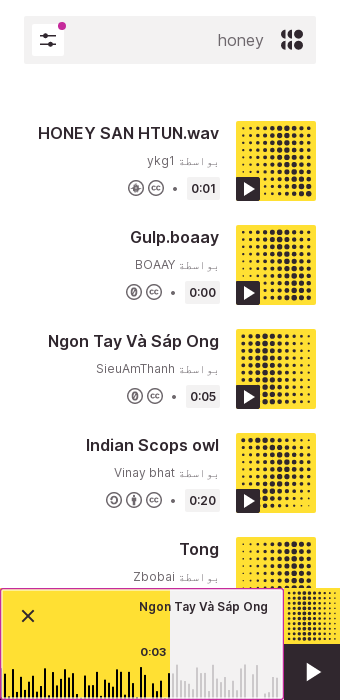 honey
HONEY SAN HTUN.wav
بواسطة ykg1
0:01
Gulp.boaay
بواسطة BOAAY
0:00
Ngon Tay Và Sáp Ong
بواسطة SieuAmThanh
0:05
Indian Scops owl
بواسطة Vinay bhat
0:20
Tong
بواسطة Zbobai
Ngon Tay Và Sáp Ong
0:03